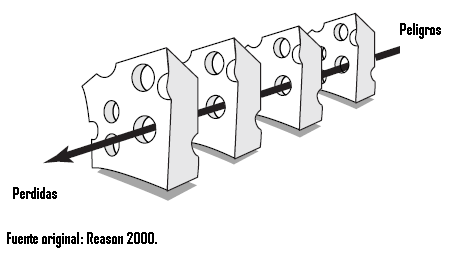 Peligros
Perdidas
Fuente original: Reason 2000.